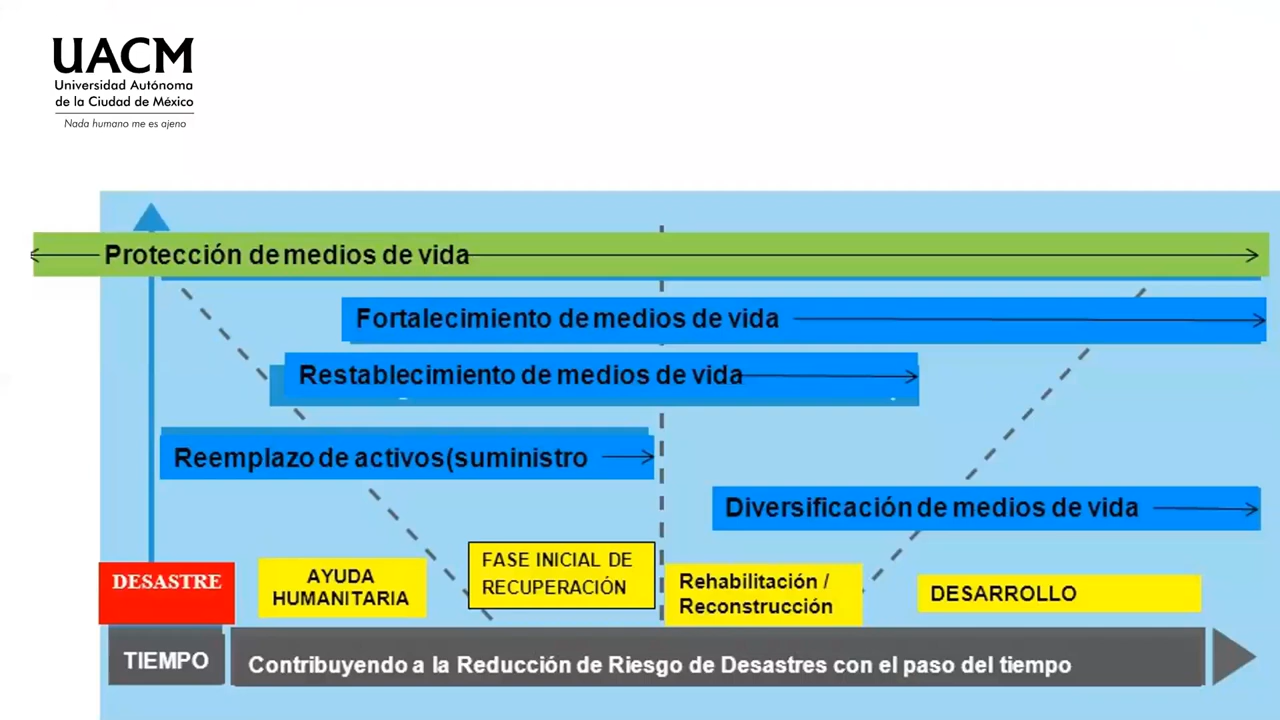 UACM
Universidad Autónoma
de la Ciudad de México
Nada humano me es ajeno
Protección de medios de vida
Fortalecimiento de medios de vida
Restablecimiento de medios de vida
Reemplazo de activos(suministro
Diversificación de medios de vida
DESASTRE
AYUDA
HUMANITARIA
FASE INICIAL DE
RECUPERACIÓN
Rehabilitación /
Reconstrucción
DESARROLLO
TIEMPO
Contribuyendo a la Reducción de Riesgo de Desastres con el paso del tiempo